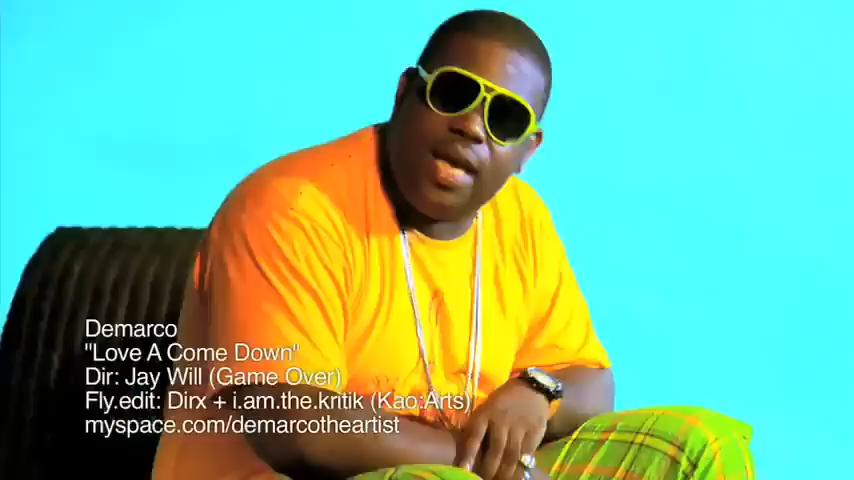 Demarco
"Love A Come Down"
Dir: Jay Will (Game Over)
Fly.edit: Dirx + i.am.the.kritik (Kao:Arts)
myspace.com/demarcotheartist